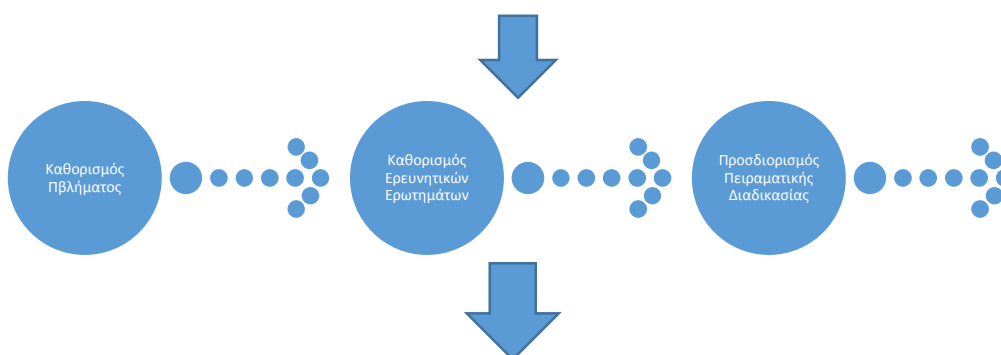 Καθορισμός
Πβλήματος
Καθορισμός
Ερευνητικών
Ερωτημάτων
Προσδιορισμός
Πειραματικής
Διαδικασίας